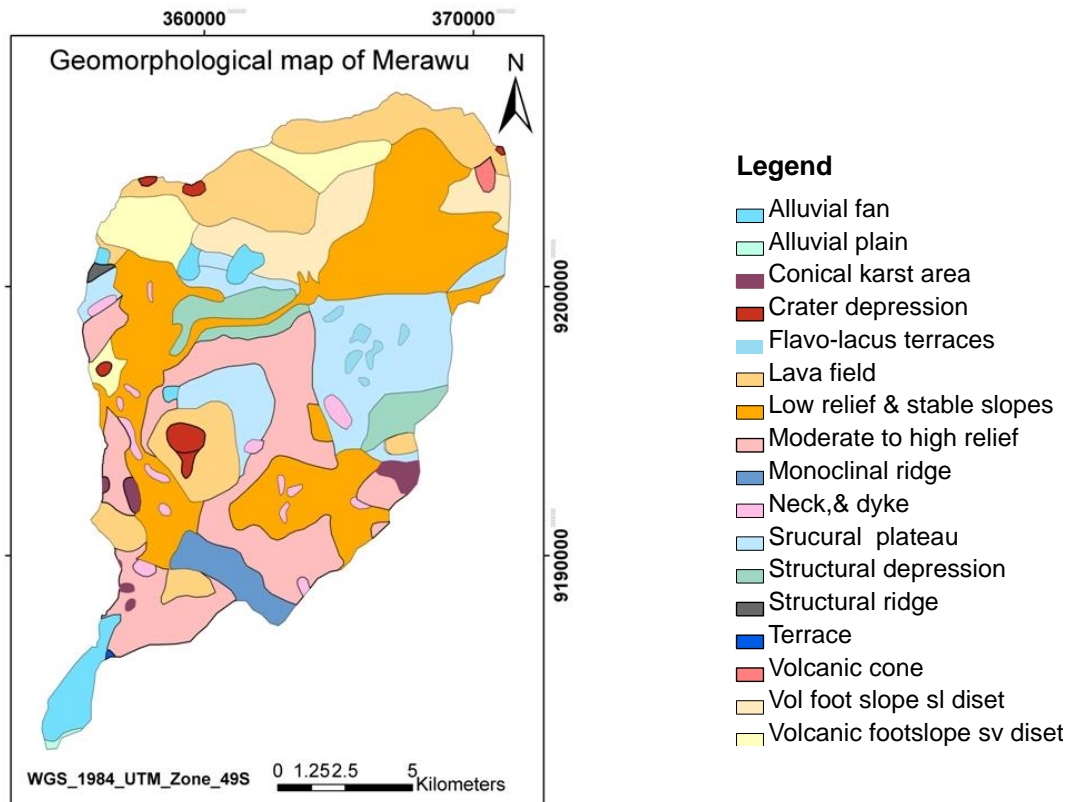 360000 370000
Geomorphological map of Merawu
N
9200000
9190000
WGS_1984_UTM_Zone_49S
0 1.25 2.5 5
Kilometers
Legend
Alluvial fan
Alluvial plain
Conical karst area
Crater depression
Flavo-lacus terraces
Lava field
Low relief & stable slopes
Moderate to high relief
Monoclinal ridge
Neck,& dyke
Srucural plateau
Structural depression
Structural ridge
Terrace
Volcanic cone
Vol foot slope sl diset
Volcanic footslope sv diset